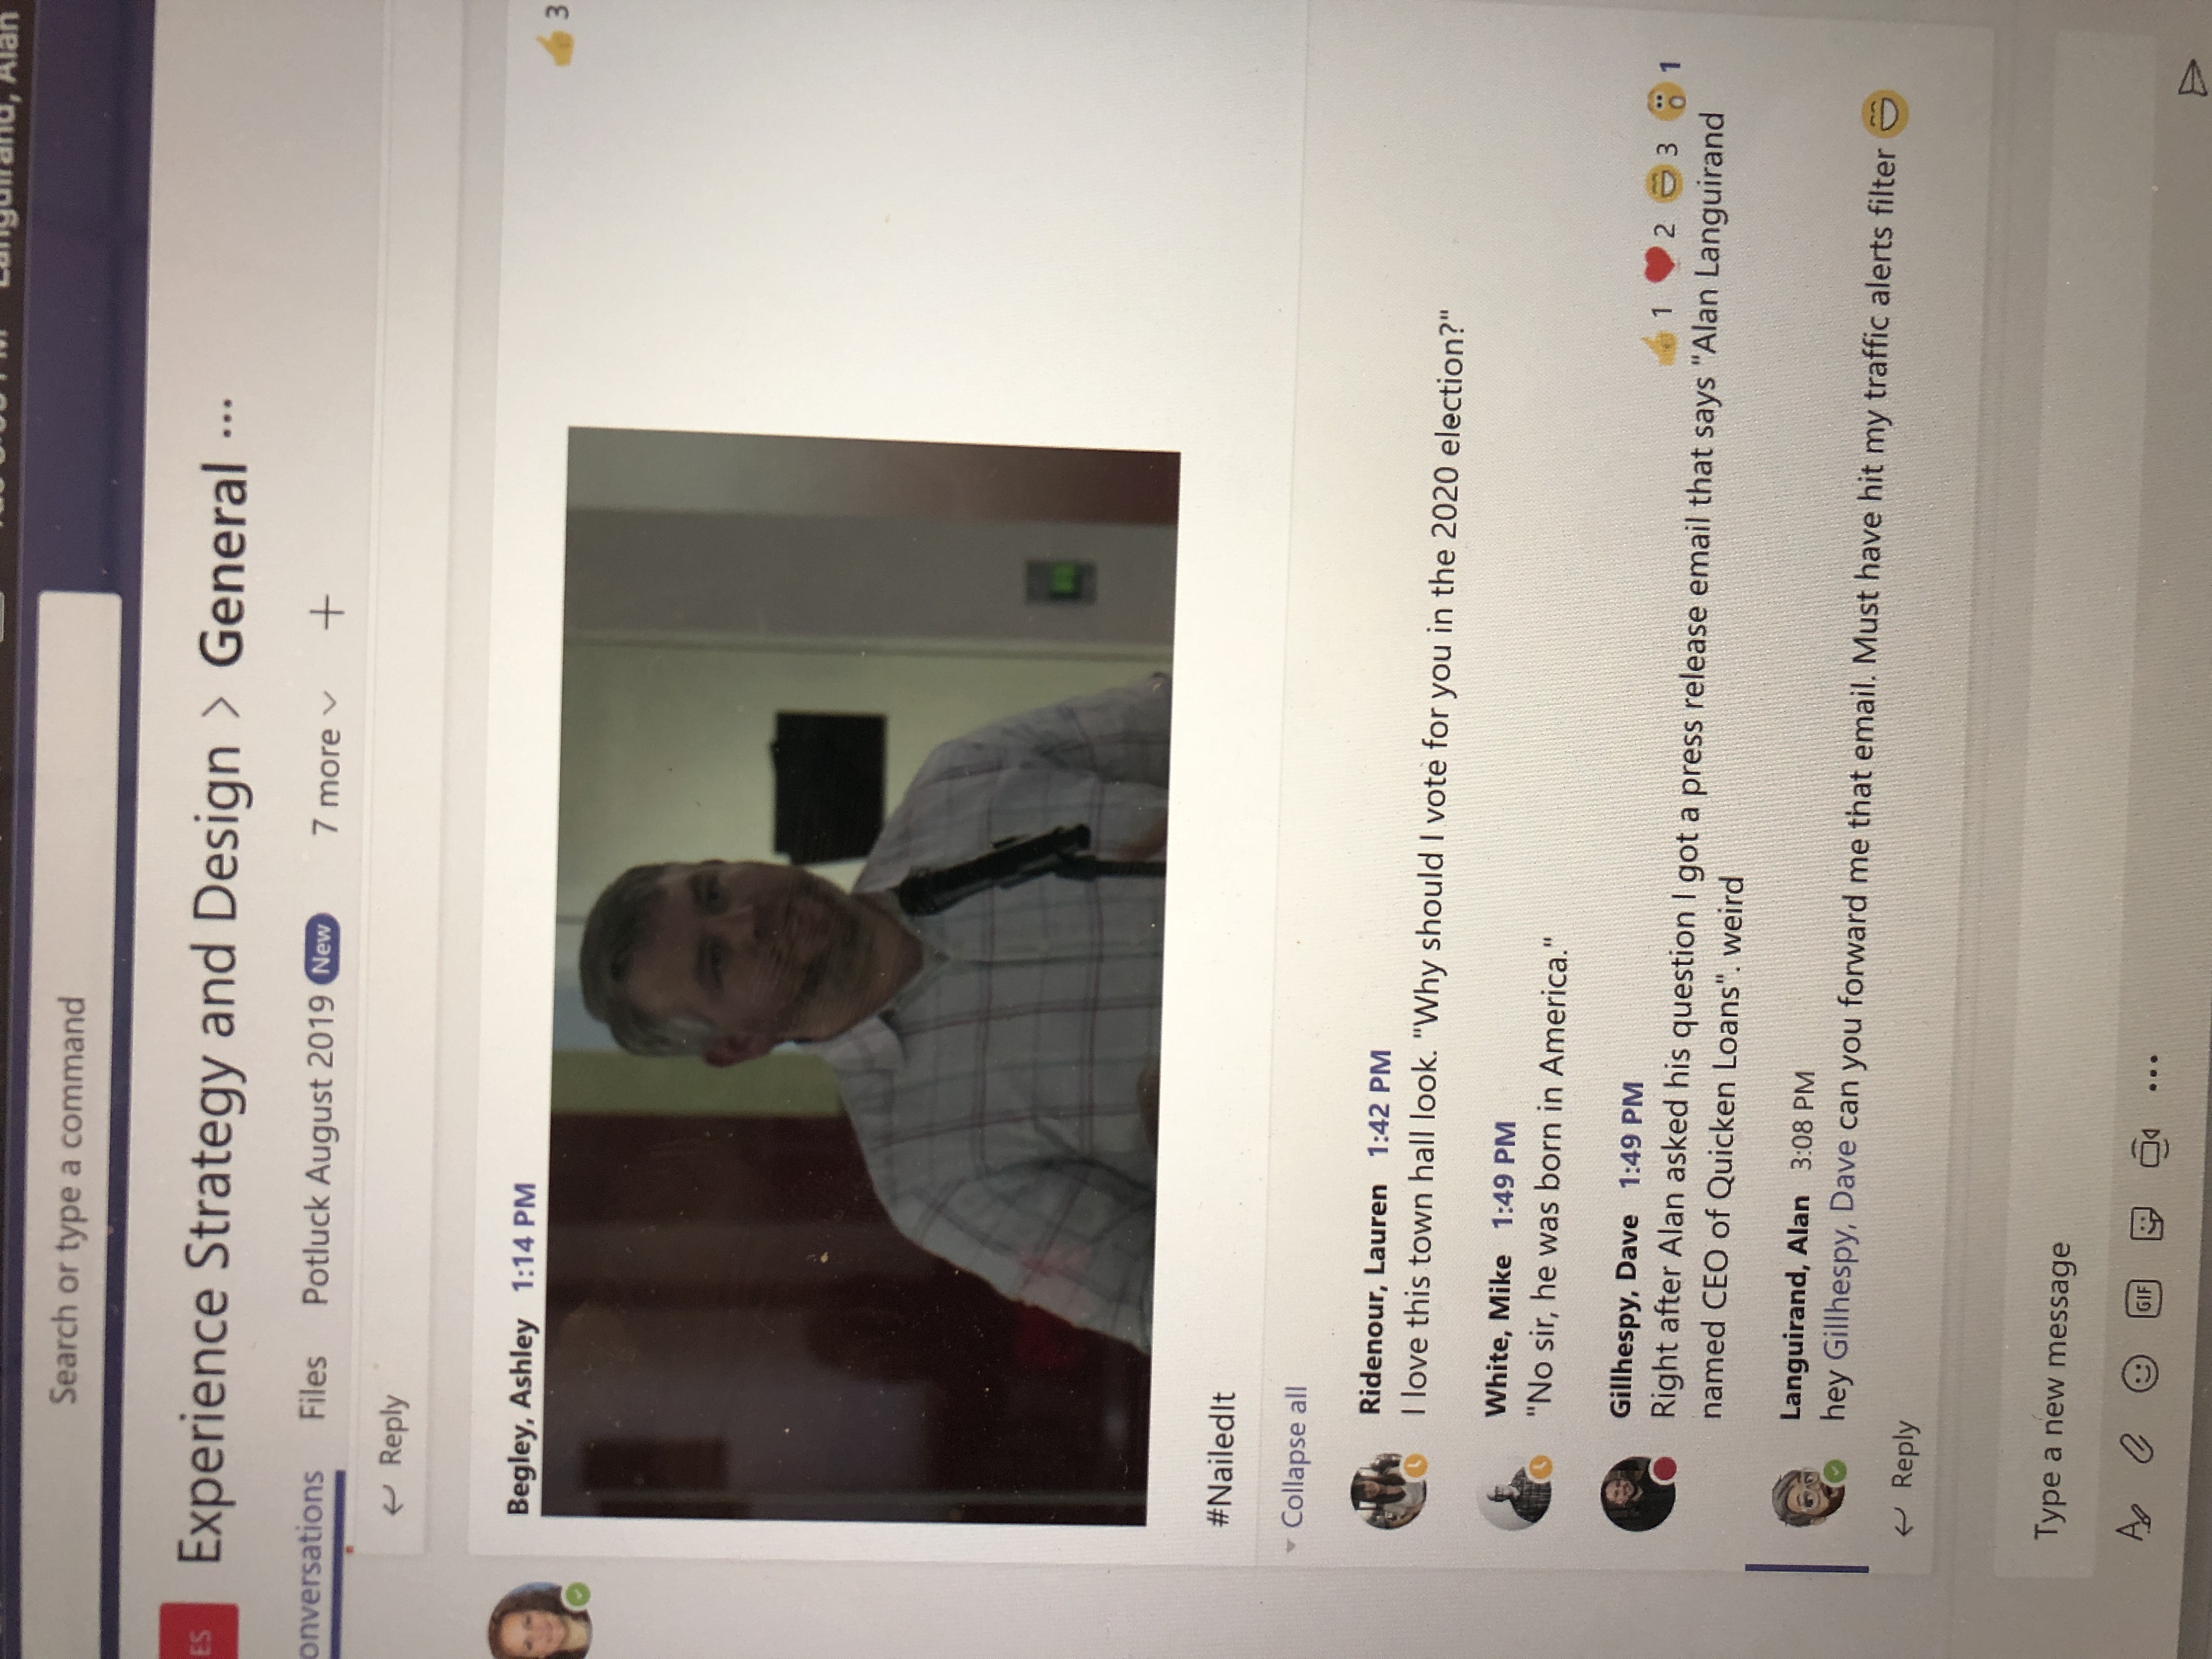 Languirand, Alan
Search or type a command
ES
Experience Strategy and Design > General ...
onversations Files Potluck August 2019 New 7 more +
Reply
Begley, Ashley 1:14 PM
3
#NailedIt
Collapse all
Ridenour, Lauren 1:42 PM
I love this town hall look. "Why should I vote for you in the 2020 election?"
White, Mike 1:49 PM
"No sir, he was born in America."
Gillhespy, Dave 1:49 PM
1 2 3 1
Right after Alan asked his question I got a press release email that says "Alan Languirand
named CEO of Quicken Loans". weird
Languirand, Alan 3:08 PM
hey Gillhespy, Dave can you forward me that email. Must have hit my traffic alerts filter
Reply
Type a new message
GIF